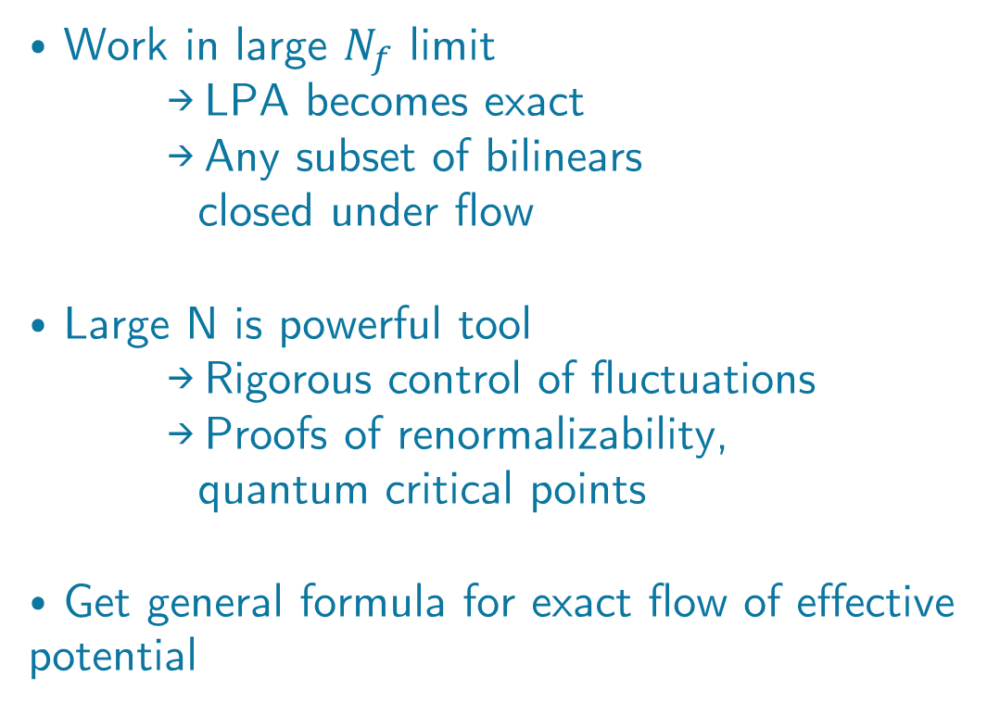 • Work in large N_f limit
→ LPA becomes exact
→ Any subset of bilinears
closed under flow
• Large N is powerful tool
→ Rigorous control of fluctuations
→ Proofs of renormalizability,
quantum critical points
• Get general formula for exact flow of effective
potential